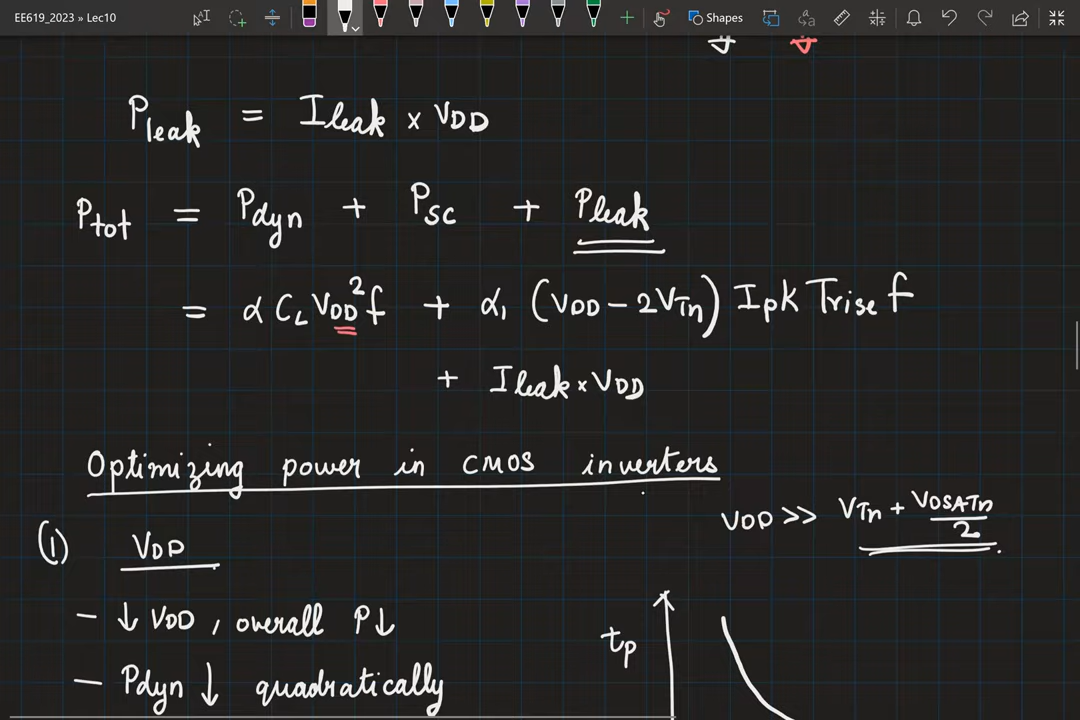 EE619_2023 » Lec10
Shapes
Pleak = Ileak × VDD
Ptot = Pdyn + Psc + Pleak
= α CL VDD² f + α1 (VDD − 2VTn) Ipk Trise f
+ Ileak × VDD
Optimizing power in CMOS inverters
VDD >> VTn + VDSATn/2
(1) VDD
– ↓ VDD , overall P↓
tp
– Pdyn ↓ quadratically